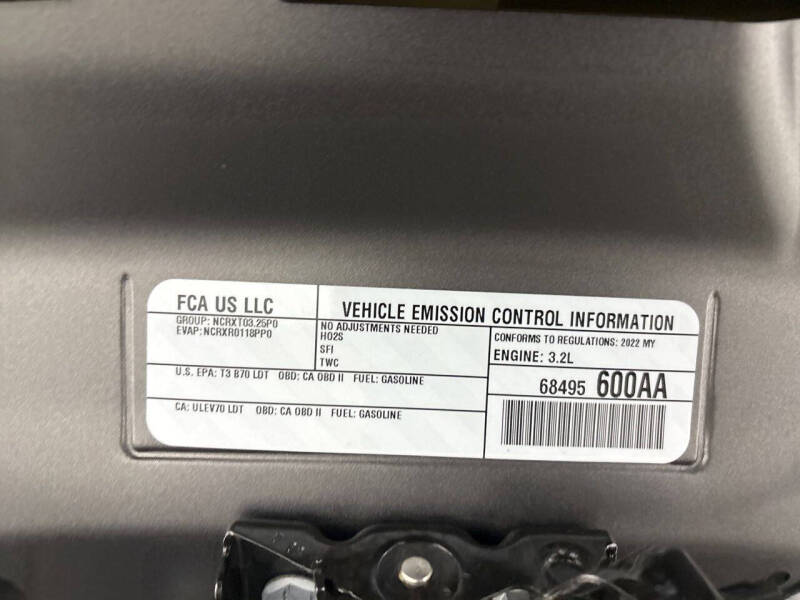 FCA US LLC
VEHICLE EMISSION CONTROL INFORMATION
GROUP: NCRXT03.25P0
EVAP: NCRXR0118PP0
NO ADJUSTMENTS NEEDED
HO2S
SFI
TWC
CONFORMS TO REGULATIONS: 2022 MY
ENGINE: 3.2L
U.S. EPA: T3 B70 LDT OBD: CA OBD II FUEL: GASOLINE
68495 600AA
CA: ULEV70 LDT OBD: CA OBD II FUEL: GASOLINE